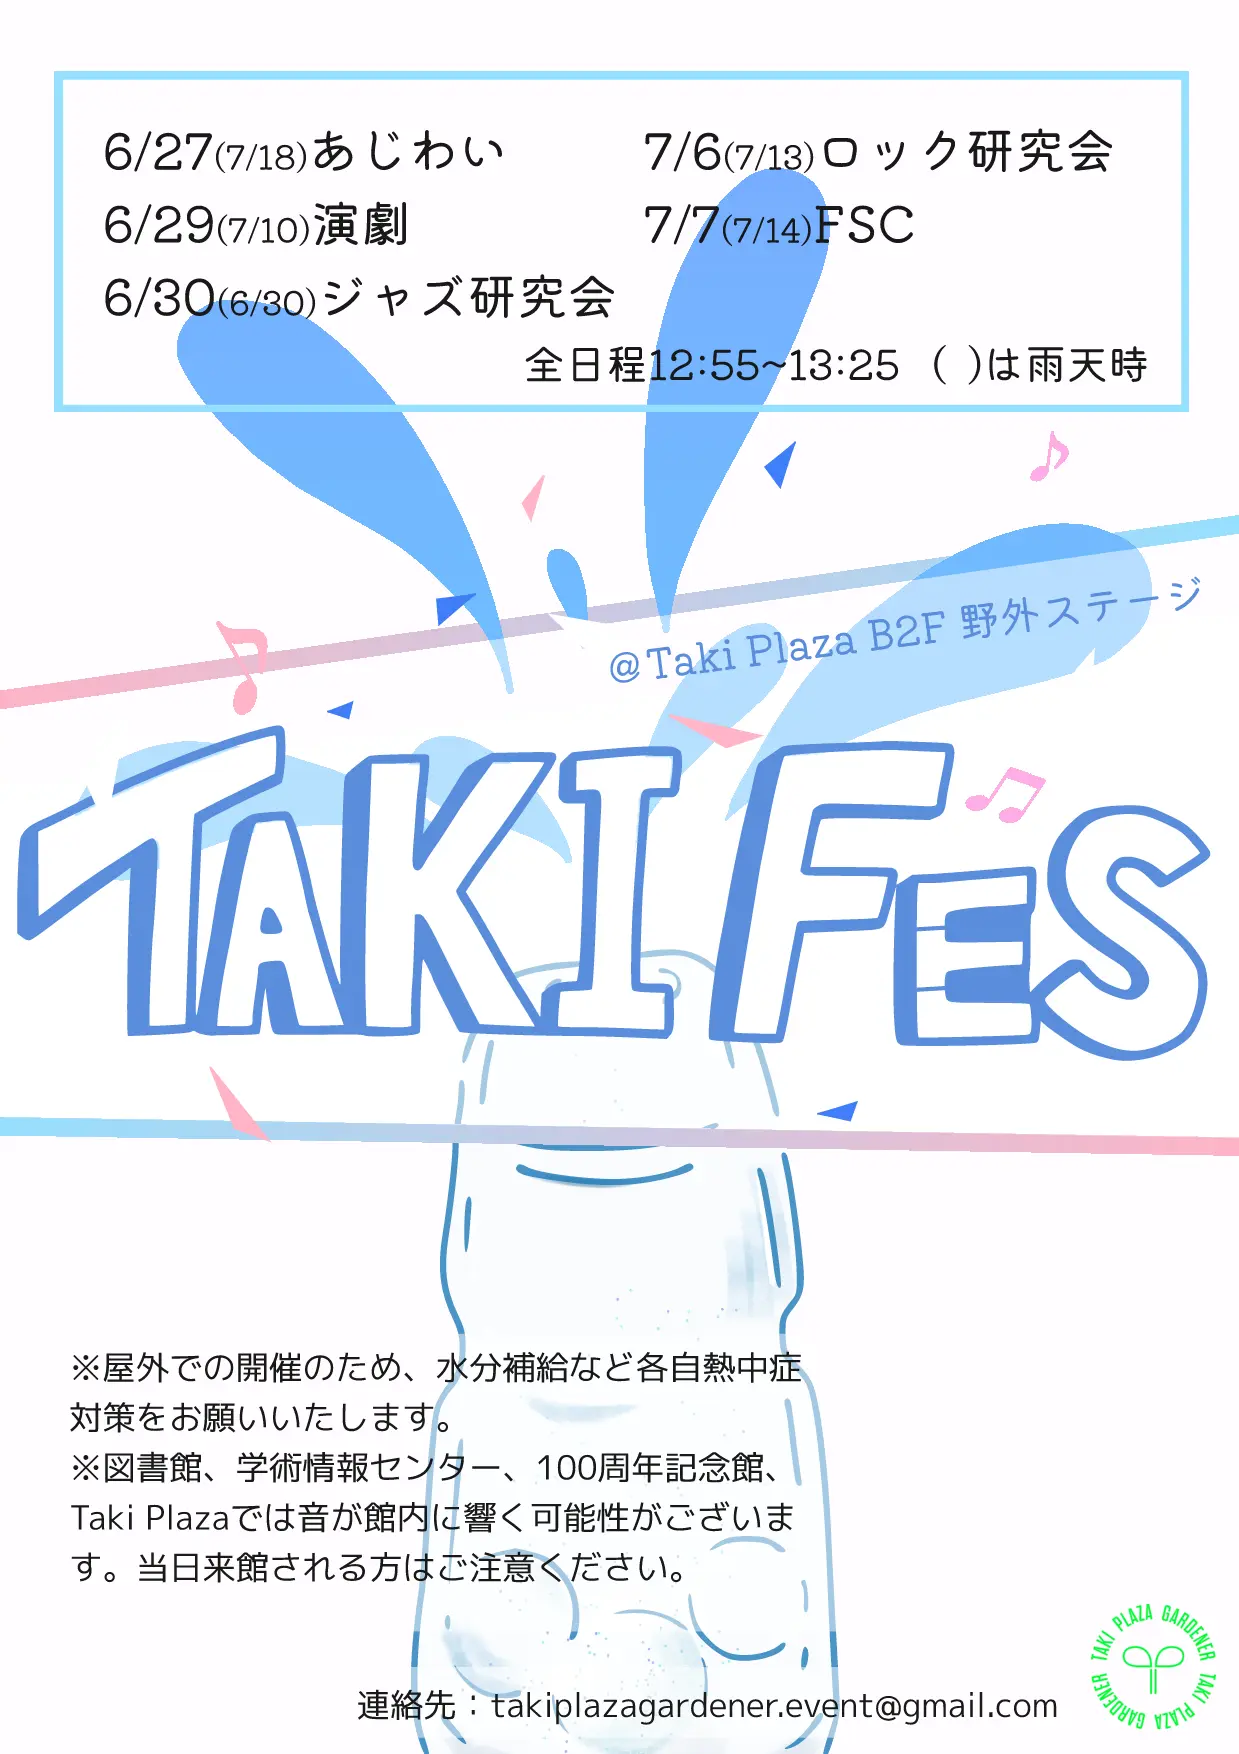 6/27(7/18)あじわい
6/29(7/10)演劇
6/30(6/30)ジャズ研究会
7/6(7/13)ロック研究会
7/7(7/14)FSC
全日程12:55~13:25 ( )は雨天時
@Taki Plaza B2F 野外ステージ
TAKI FES
※屋外での開催のため、水分補給など各自熱中症
対策をお願いいたします。
※図書館、学術情報センター、100周年記念館、
Taki Plazaでは音が館内に響く可能性がございま
す。当日来館される方はご注意ください。
連絡先：takiplazagardener.event@gmail.com
TAKI PLAZA GARDENER TAKI PLAZA GARDENER